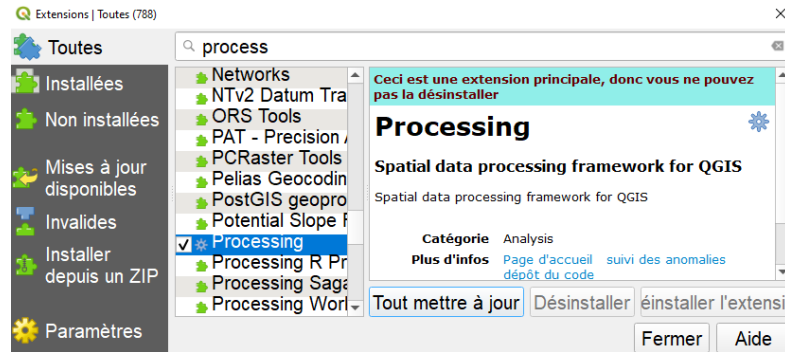 Extensions | Toutes (788)
Toutes
Installées
Non installées
Mises à jour
disponibles
Invalides
Installer
depuis un ZIP
Paramètres
process
Networks
NTv2 Datum Tra
ORS Tools
PAT - Precision
PCRaster Tools
Pelias Geocodin
PostGIS geopro
Potential Slope
Processing
Processing R Pr
Processing Saga
Processing Worl
Ceci est une extension principale, donc vous ne pouvez
pas la désinstaller
Processing
Spatial data processing framework for QGIS
Spatial data processing framework for QGIS
Catégorie Analysis
Plus d'infos Page d'accueil suivi des anomalies
dépôt du code
Tout mettre à jour Désinstaller éinstaller l'extensi
Fermer Aide